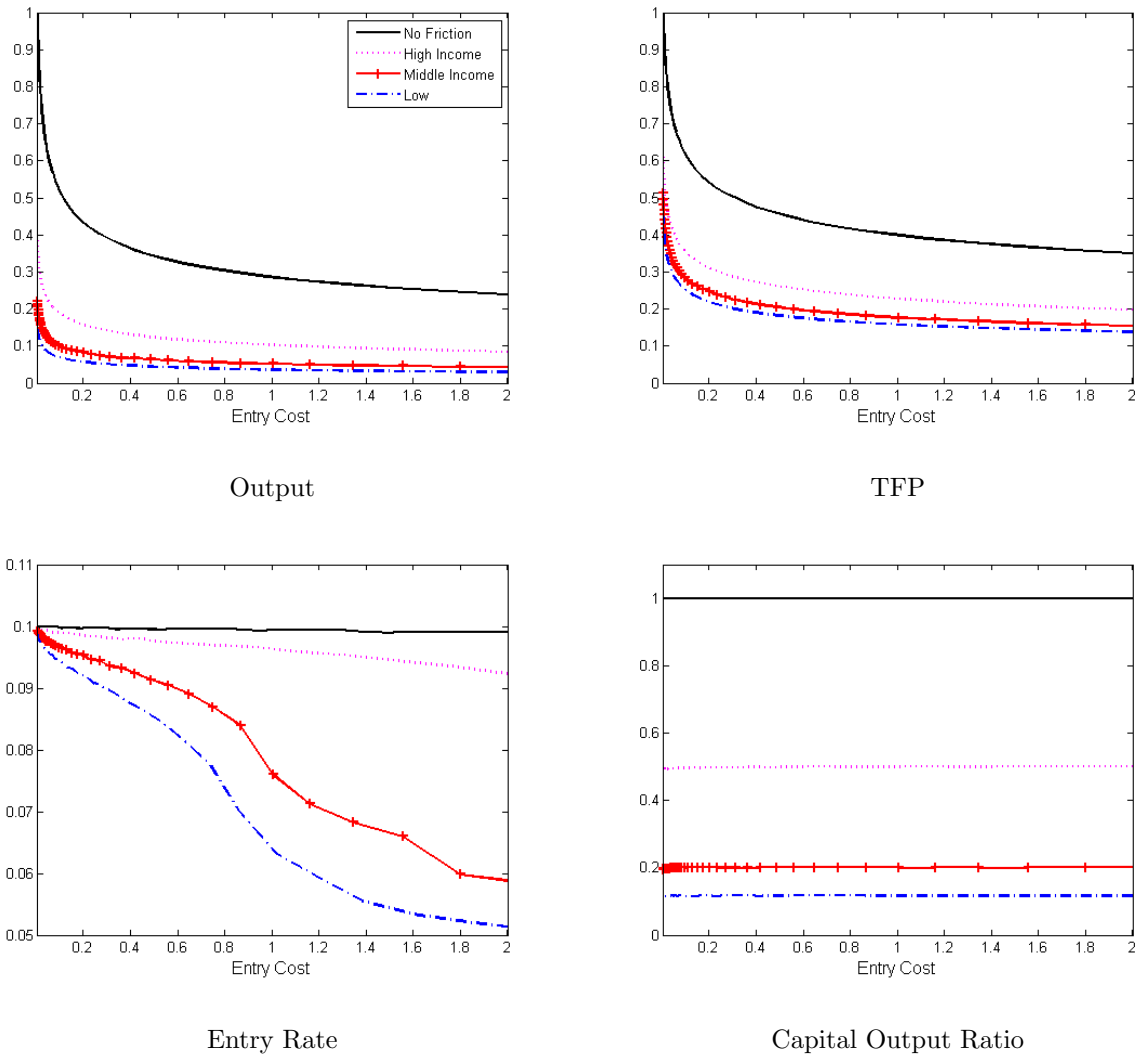 1
0.9
0.8
0.7
0.6
0.5
0.4
0.3
0.2
0.1
0
No Friction
High Income
Middle Income
Low
0.2 0.4 0.6 0.8 1 1.2 1.4 1.6 1.8 2
Entry Cost
Output
1
0.9
0.8
0.7
0.6
0.5
0.4
0.3
0.2
0.1
0
0.2 0.4 0.6 0.8 1 1.2 1.4 1.6 1.8 2
Entry Cost
TFP
0.11
0.1
0.09
0.08
0.07
0.06
0.05
0.2 0.4 0.6 0.8 1 1.2 1.4 1.6 1.8 2
Entry Cost
Entry Rate
1
0.8
0.6
0.4
0.2
0
0.2 0.4 0.6 0.8 1 1.2 1.4 1.6 1.8 2
Entry Cost
Capital Output Ratio